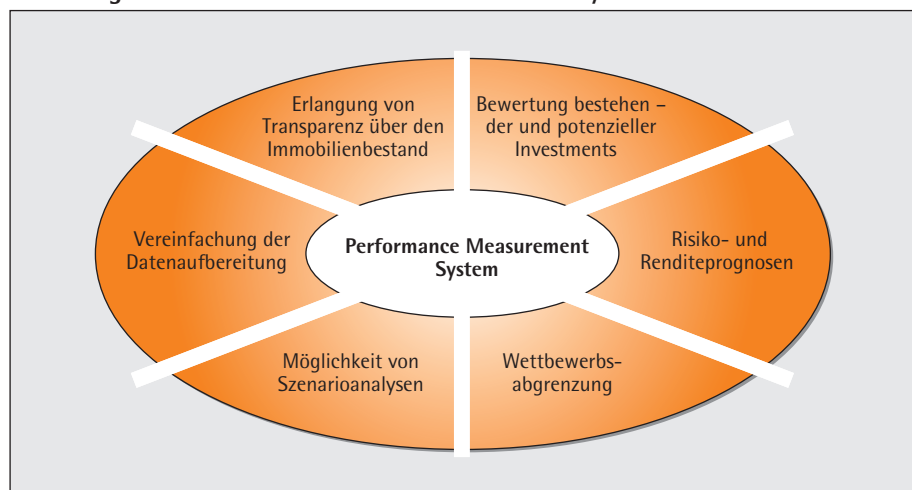 Erlangung von
Transparenz über den
Immobilienbestand
Bewertung bestehen –
der und potenzieller
Investments
Vereinfachung der
Datenaufbereitung
Performance Measurement
System
Risiko- und
Renditeprognosen
Möglichkeit von
Szenarioanalysen
Wettbewerbs-
abgrenzung